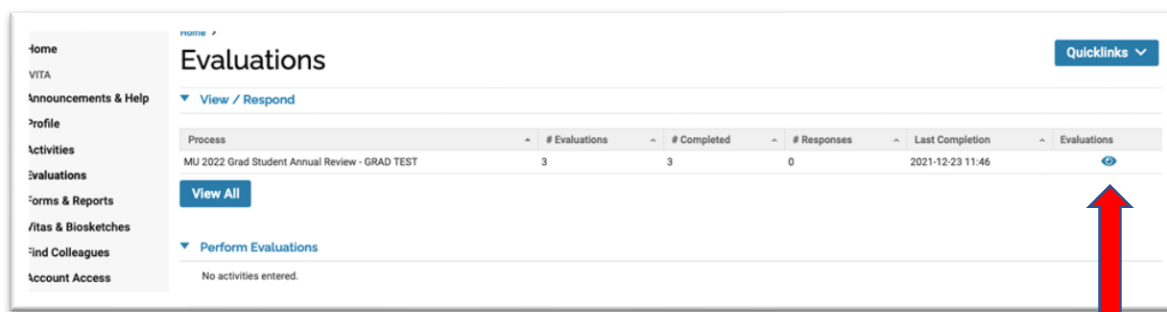 Home >
Evaluations
Quicklinks
Home
VITA
Announcements & Help
Profile
Activities
Evaluations
Forms & Reports
Vitas & Biosketches
Find Colleagues
Account Access
View / Respond
Process # Evaluations # Completed # Responses Last Completion Evaluations
MU 2022 Grad Student Annual Review - GRAD TEST 3 3 0 2021-12-23 11:46
View All
Perform Evaluations
No activities entered.